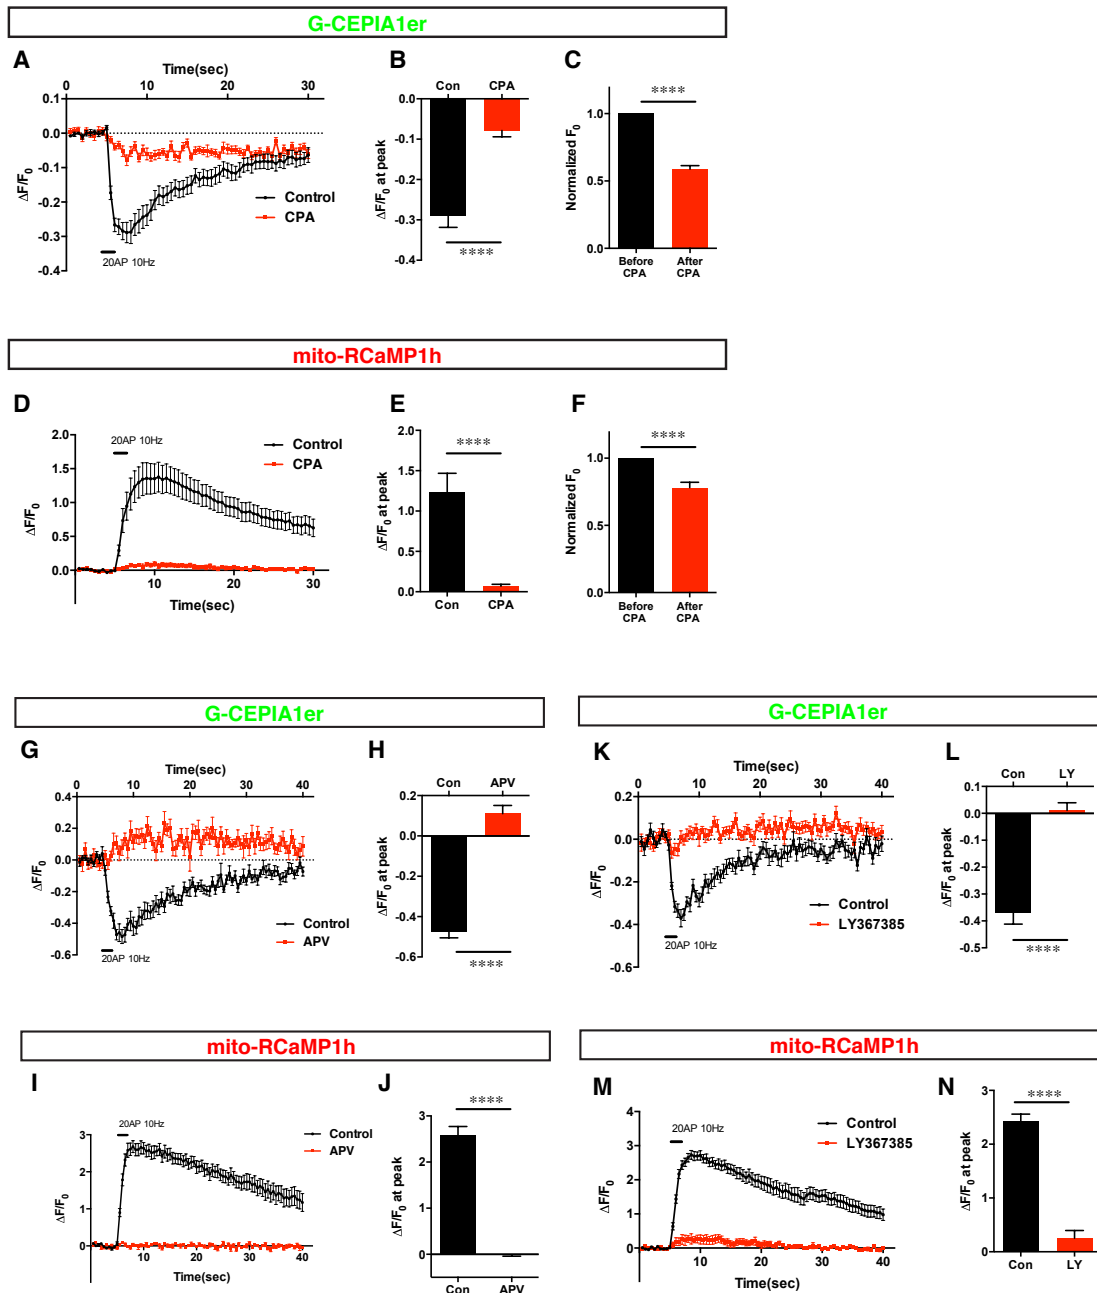 G-CEPIA1er
A
Time(sec)
0 10 20 30
0.1
0.0
-0.1
-0.2
-0.3
-0.4
ΔF/F0
Control
CPA
20AP 10Hz
B
Con CPA
0.0
-0.1
-0.2
-0.3
-0.4
ΔF/F0 at peak
****
C
****
1.0
0.5
0.0
Normalized F0
Before CPA
After CPA
mito-RCaMP1h
D
20AP 10Hz
Control
CPA
2.0
1.5
1.0
0.5
0.0
ΔF/F0
10 20 30
Time(sec)
E
****
2.0
1.5
1.0
0.5
0.0
ΔF/F0 at peak
Con CPA
F
****
1.0
0.5
0.0
Normalized F0
Before CPA
After CPA
G-CEPIA1er
G
Time(sec)
0 10 20 30 40
0.4
0.2
0.0
-0.2
-0.4
-0.6
ΔF/F0
Control
APV
20AP 10Hz
H
Con APV
0.2
0.0
-0.2
-0.4
-0.6
ΔF/F0 at peak
****
G-CEPIA1er
K
Time(sec)
0 10 20 30 40
0.2
0.0
-0.2
-0.4
-0.6
ΔF/F0
Control
LY367385
20AP 10Hz
L
Con LY
0.1
0.0
-0.1
-0.2
-0.3
-0.4
-0.5
ΔF/F0 at peak
****
mito-RCaMP1h
I
20AP 10Hz
Control
APV
3
2
1
0
ΔF/F0
10 20 30 40
Time(sec)
J
****
3
2
1
0
ΔF/F0 at peak
Con APV
mito-RCaMP1h
M
20AP 10Hz
Control
LY367385
4
3
2
1
0
ΔF/F0
10 20 30 40
Time(sec)
N
****
3
2
1
0
ΔF/F0 at peak
Con LY